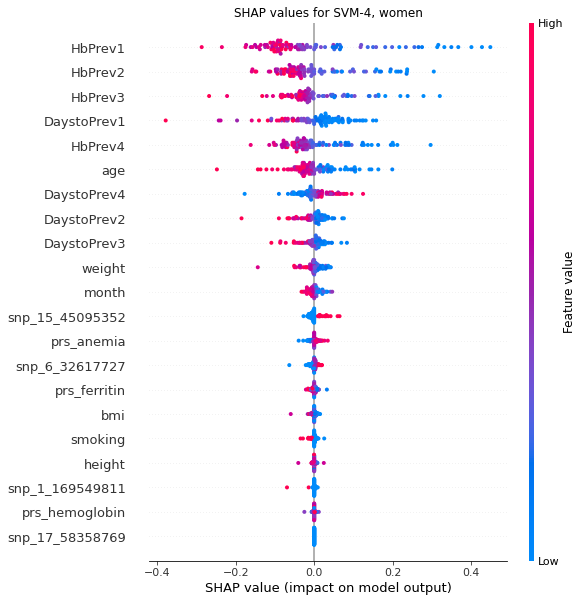 SHAP values for SVM-4, women
High
HbPrev1
HbPrev2
HbPrev3
DaystoPrev1
HbPrev4
age
DaystoPrev4
DaystoPrev2
DaystoPrev3
weight
month
snp_15_45095352
prs_anemia
snp_6_32617727
prs_ferritin
bmi
smoking
height
snp_1_169549811
prs_hemoglobin
snp_17_58358769
Feature value
Low
−0.4 −0.2 0.0 0.2 0.4
SHAP value (impact on model output)